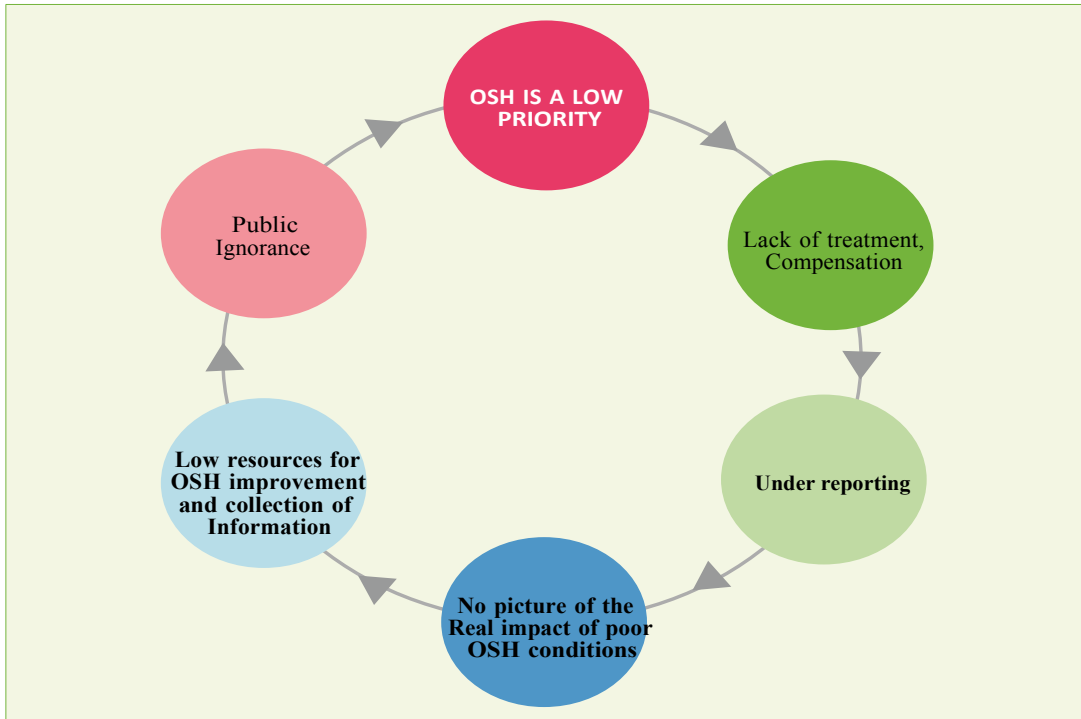 OSH IS A LOW
PRIORITY
Lack of treatment,
Compensation
Under reporting
No picture of the
Real impact of poor
OSH conditions
Low resources for
OSH improvement
and collection of
Information
Public
Ignorance